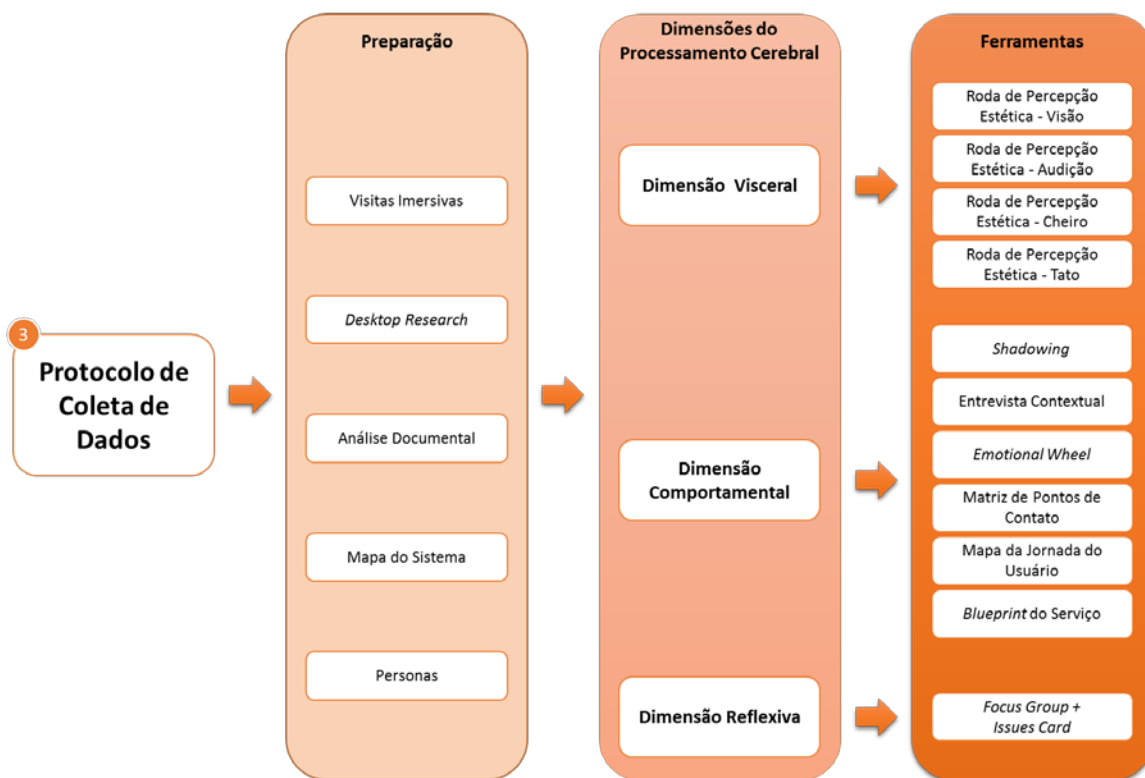 3
Protocolo de
Coleta de
Dados
Preparação
Visitas Imersivas
Desktop Research
Análise Documental
Mapa do Sistema
Personas
Dimensões do
Processamento Cerebral
Dimensão Visceral
Dimensão
Comportamental
Dimensão Reflexiva
Ferramentas
Roda de Percepção
Estética - Visão
Roda de Percepção
Estética - Audição
Roda de Percepção
Estética - Cheiro
Roda de Percepção
Estética - Tato
Shadowing
Entrevista Contextual
Emotional Wheel
Matriz de Pontos de
Contato
Mapa da Jornada do
Usuário
Blueprint do Serviço
Focus Group +
Issues Card